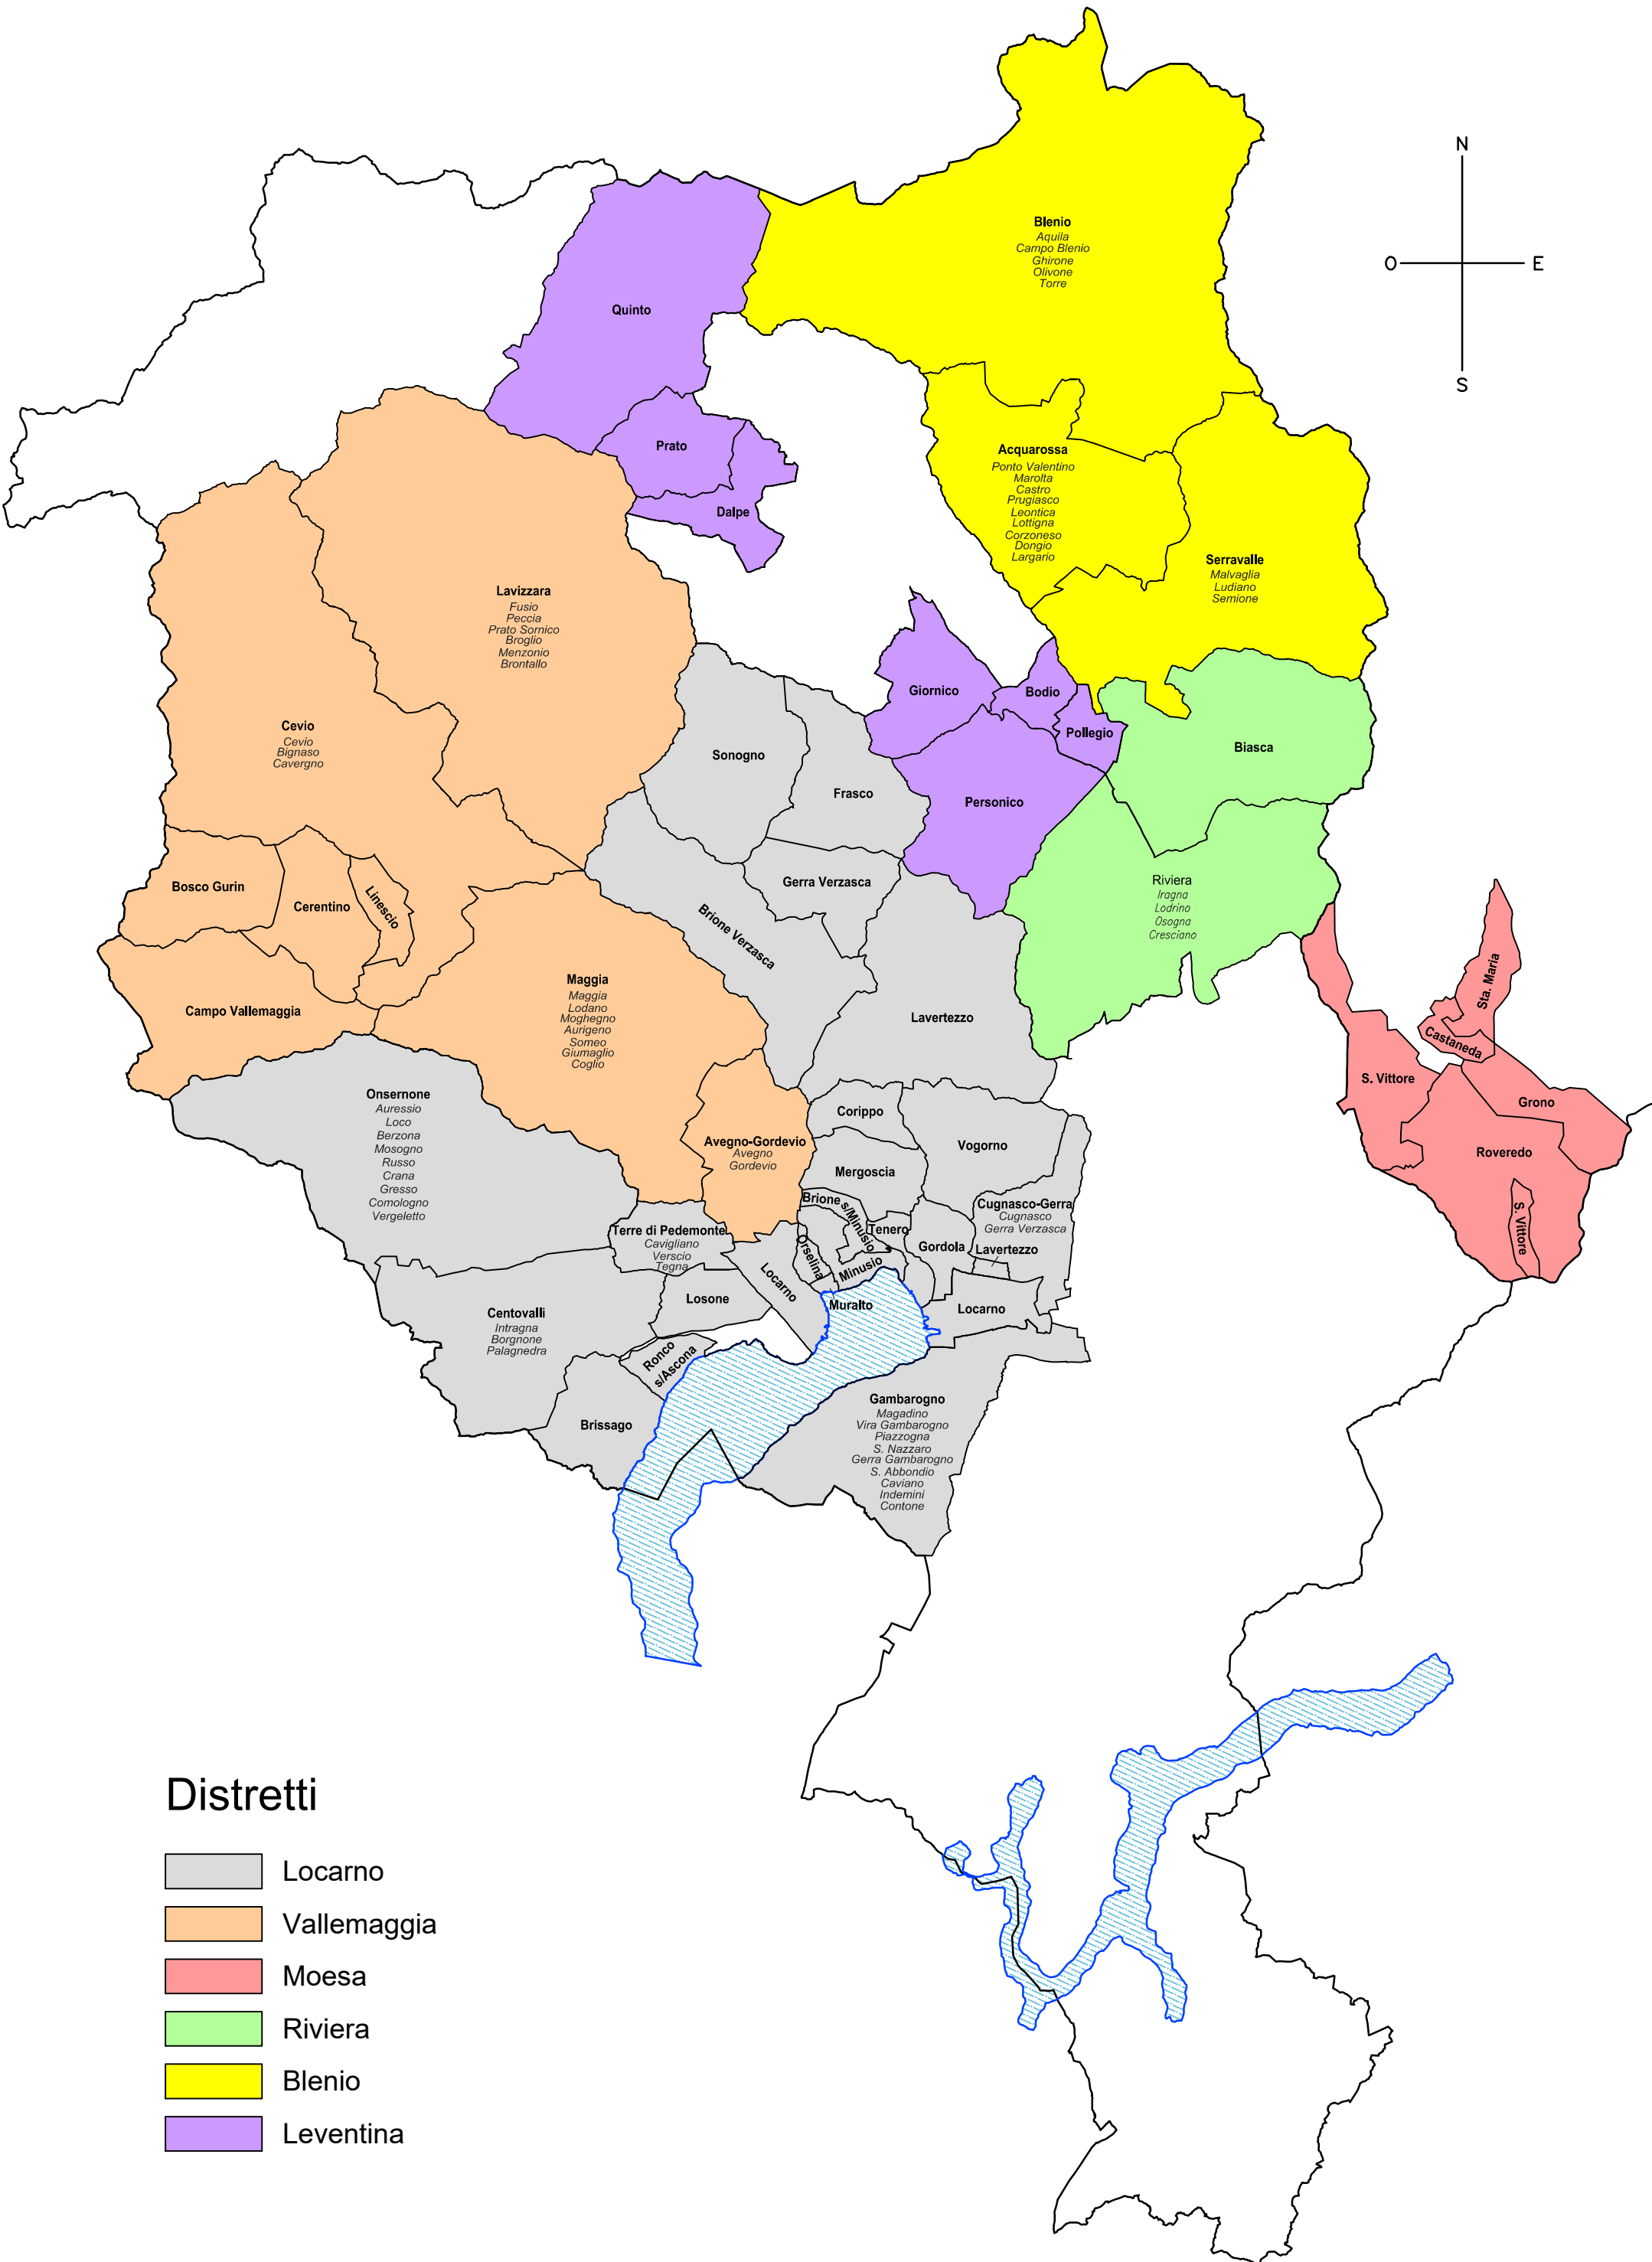 N
O
E
S
Blenio
Aquila
Campo Blenio
Ghirone
Olivone
Torre
Quinto
Prato
Dalpe
Acquarossa
Ponto Valentino
Marolta
Castro
Prugiasco
Leontica
Lottigna
Corzoneso
Dongio
Largario
Serravalle
Malvaglia
Ludiano
Semione
Lavizzara
Fusio
Peccia
Prato Sornico
Broglio
Menzonio
Brontallo
Cevio
Cevio
Bignaso
Cavergno
Giornico
Bodio
Pollegio
Personico
Biasca
Sonogno
Frasco
Gerra Verzasca
Brione Verzasca
Bosco Gurin
Cerentino
Linescio
Campo Vallemaggia
Riviera
Iragna
Lodrino
Osogna
Cresciano
Maggia
Maggia
Lodano
Moghegno
Aurigeno
Someo
Giumaglio
Coglio
Lavertezzo
Sta. Maria
Castaneda
S. Vittore
Grono
Roveredo
S. Vittore
Onsernone
Auressio
Loco
Berzona
Mosogno
Russo
Crana
Gresso
Comologno
Vergeletto
Avegno-Gordevio
Avegno
Gordevio
Corippo
Vogorno
Mergoscia
Brione s/Minusio
Tenero
Cugnasco-Gerra
Cugnasco
Gerra Verzasca
Terre di Pedemonte
Cavigliano
Verscio
Tegna
Orselina
Minusio
Gordola
Lavertezzo
Locarno
Losone
Muralto
Locarno
Centovalli
Intragna
Borgnone
Palagnedra
Ronco
s/Ascona
Brissago
Gambarogno
Magadino
Vira Gambarogno
Piazzogna
S. Nazzaro
Gerra Gambarogno
S. Abbondio
Caviano
Indemini
Contone
Distretti
Locarno
Vallemaggia
Moesa
Riviera
Blenio
Leventina